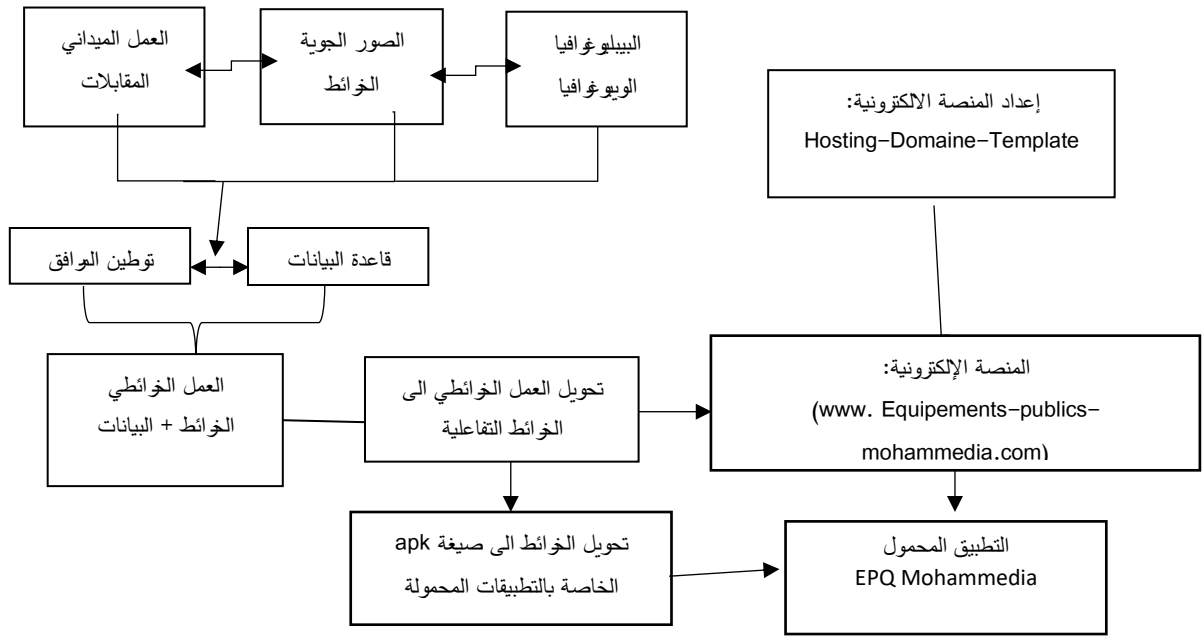 العمل الميداني
المقابلات
الصور الجوية
الخرائط
البيبليوغرافيا
الويبوغرافيا
إعداد المنصة الالكترونية:
Hosting-Domaine-Template
توطين المرافق
قاعدة البيانات
العمل الخرائطي
الخرائط + البيانات
تحويل العمل الخرائطي الى
الخرائط التفاعلية
المنصة الإلكترونية:
(www. Equipements-publics-
mohammedia.com)
تحويل الخرائط الى صيغة apk
الخاصة بالتطبيقات المحمولة
التطبيق المحمول
EPQ Mohammedia